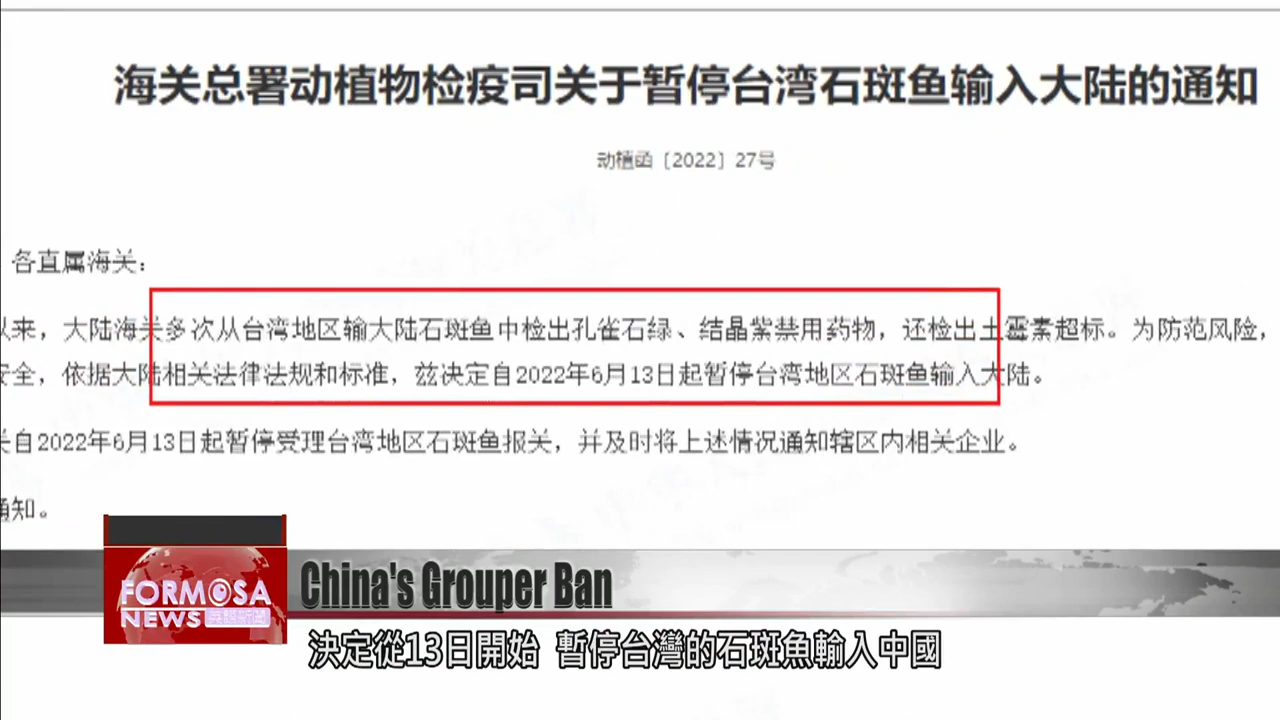 海关总署动植物检疫司关于暂停台湾石斑鱼输入大陆的通知
动植函〔2022〕27号
各直属海关：
以来，大陆海关多次从台湾地区输大陆石斑鱼中检出孔雀石绿、结晶紫禁用药物，还检出土霉素超标。为防范风险，
安全，依据大陆相关法律法规和标准，兹决定自2022年6月13日起暂停台湾地区石斑鱼输入大陆。
关自2022年6月13日起暂停受理台湾地区石斑鱼报关，并及时将上述情况通知辖区内相关企业。
通知。
FORMOSA
NEWS
China's Grouper Ban
決定從13日開始 暫停台灣的石斑魚輸入中國